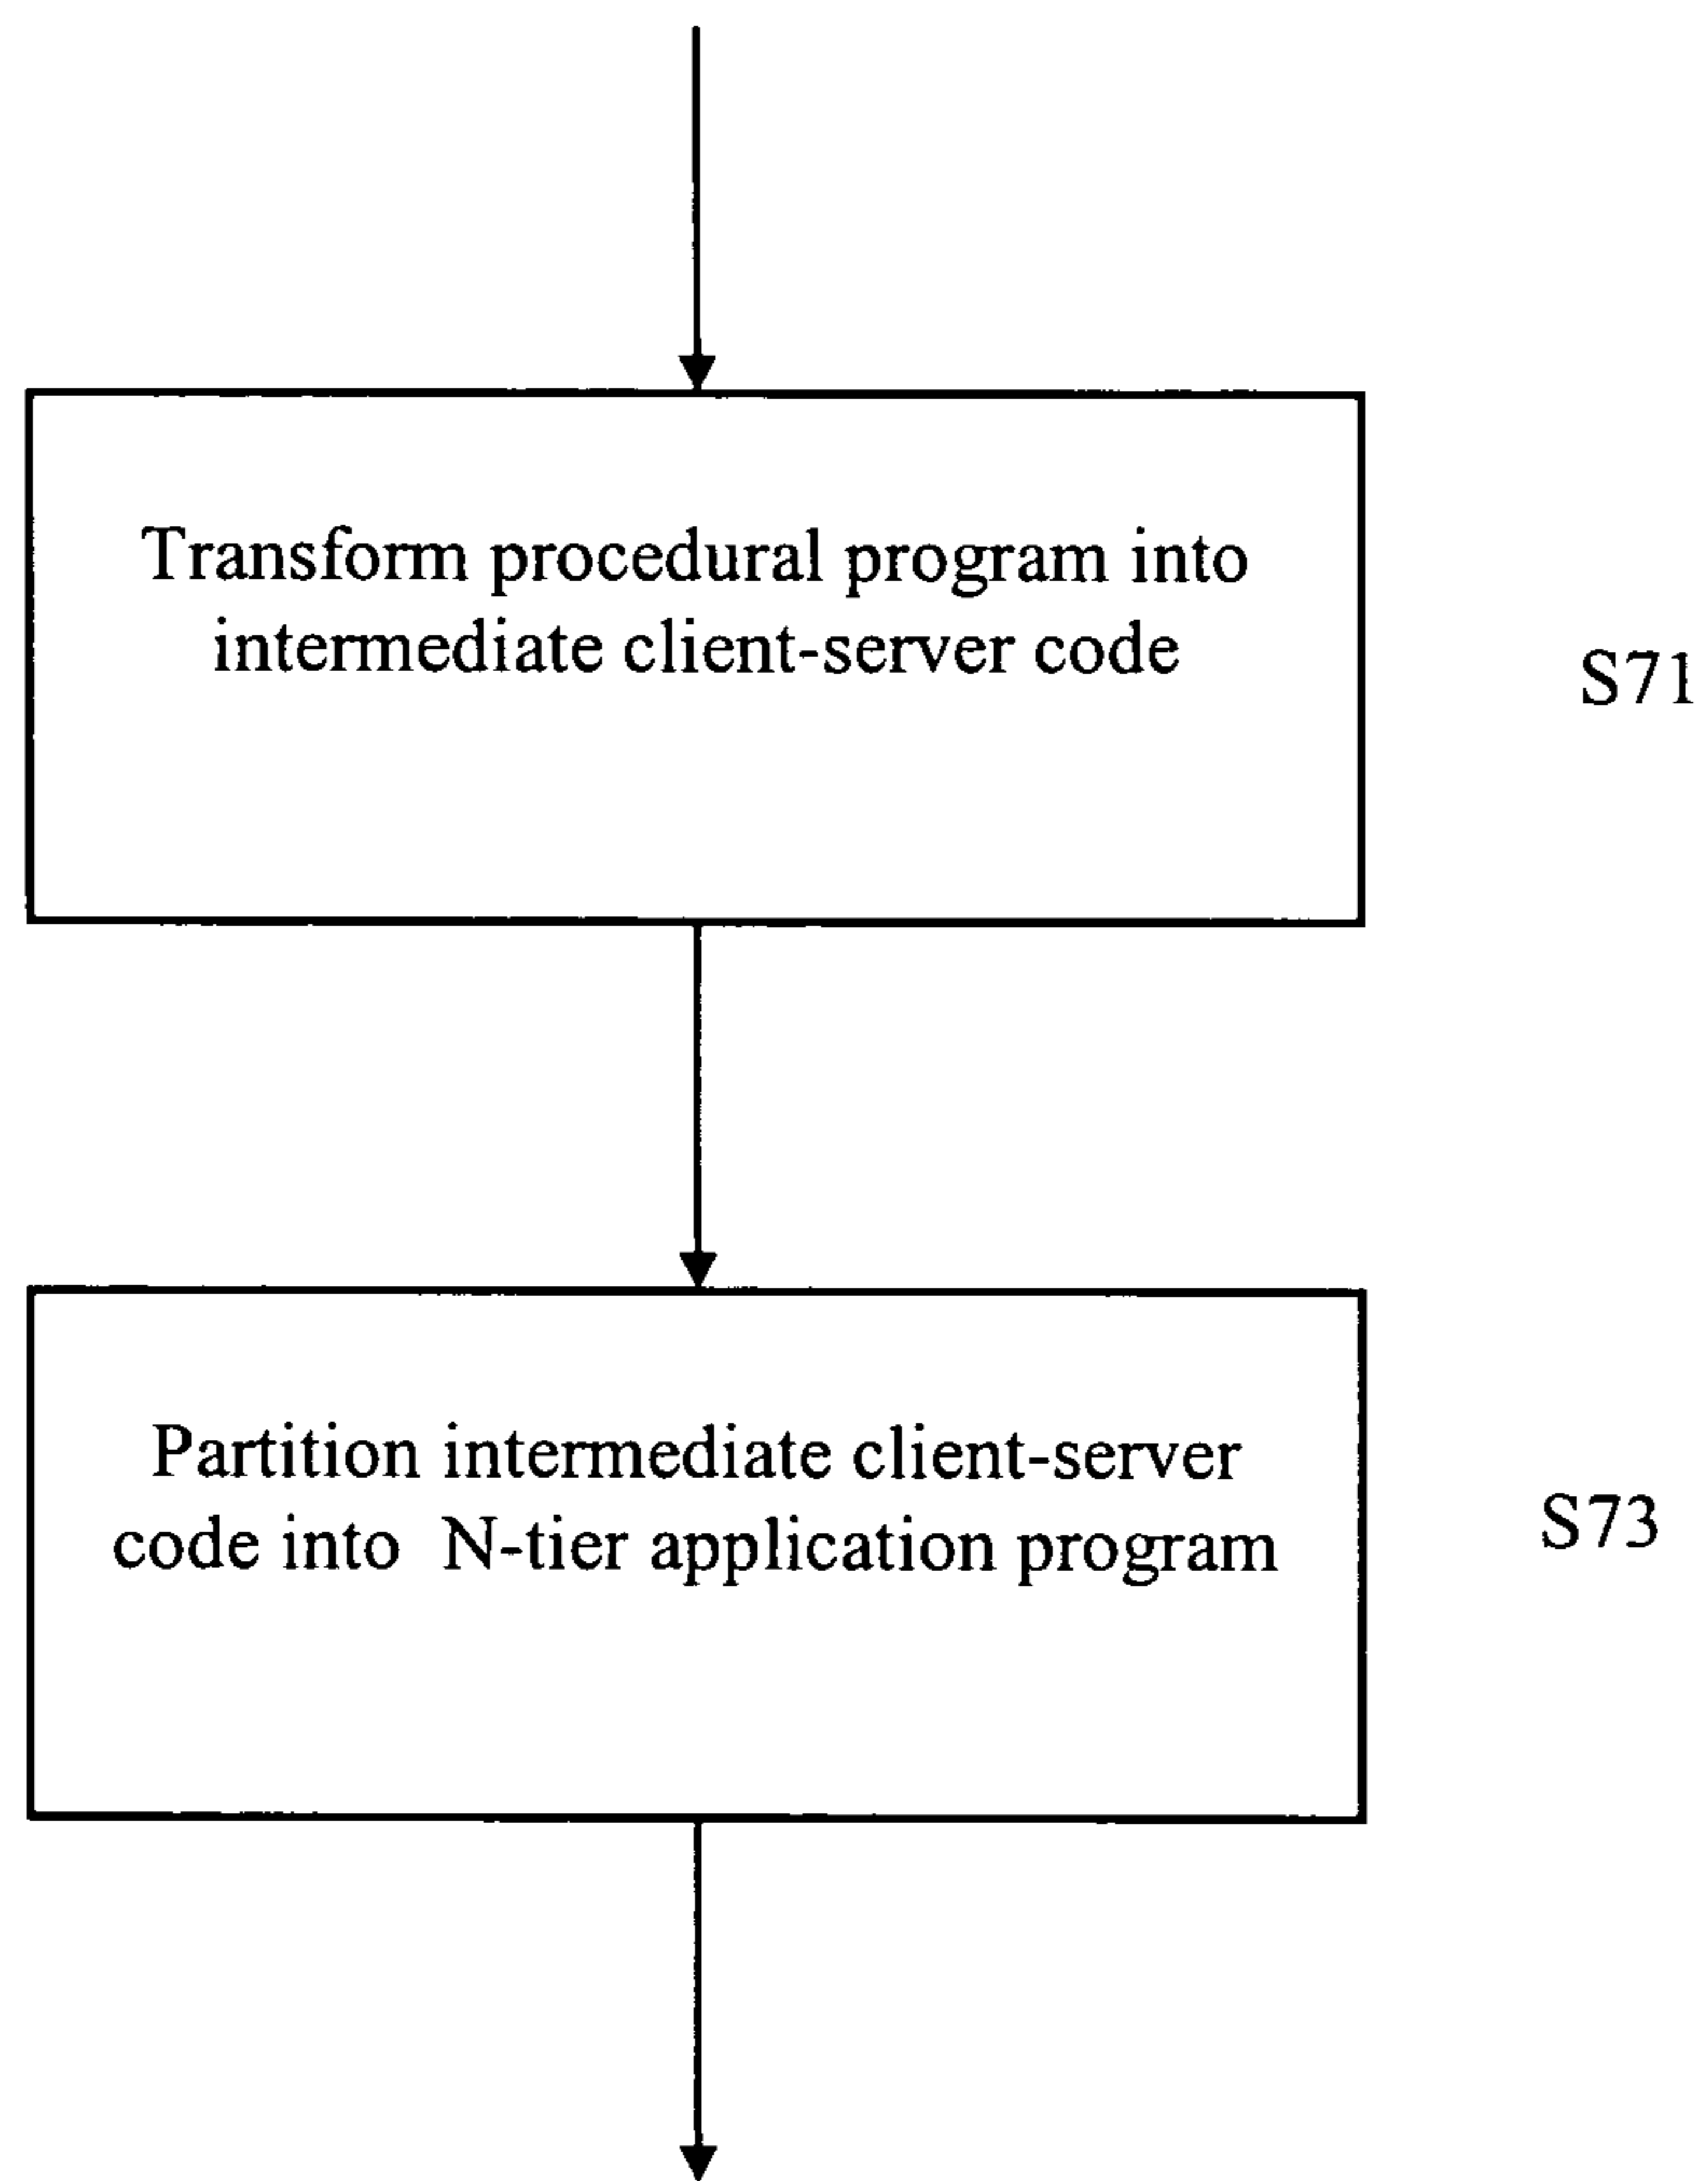 Transform procedural program into
intermediate client-server code
S71
Partition intermediate client-server
code into N-tier application program
S73